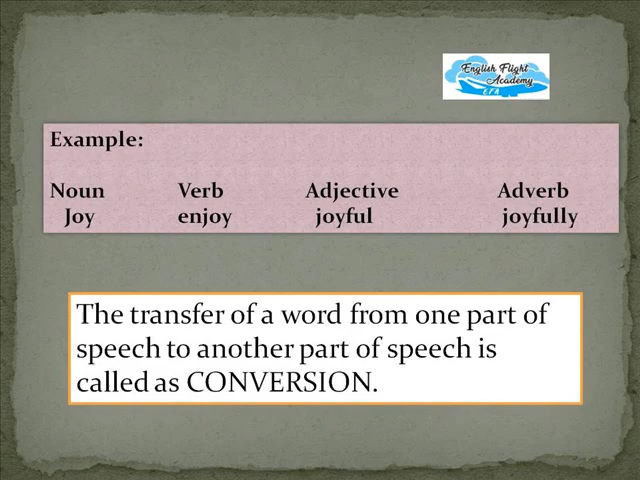 English Flight
Academy
E F A
Example:
Noun Verb Adjective Adverb
Joy enjoy joyful joyfully
The transfer of a word from one part of
speech to another part of speech is
called as CONVERSION.